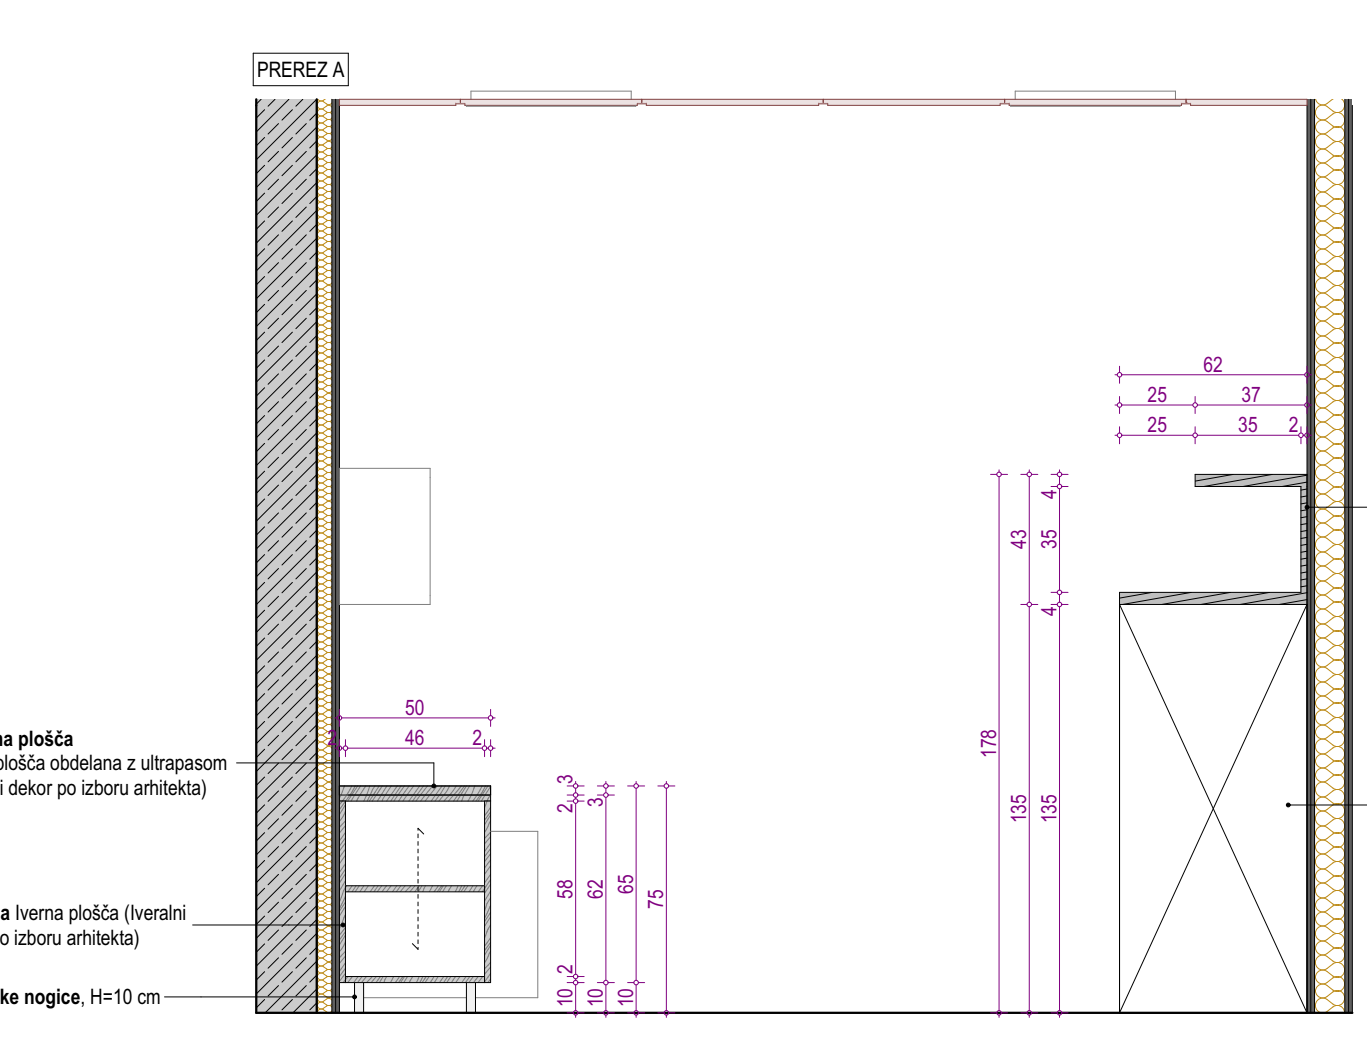 PREREZ A
62
25 37
25 35 2
4
43 35
4
178 135 135
50
2 46 2
na plošča
plošča obdelana z ultrapasom
i dekor po izboru arhitekta)
3
2 3
58 62 65 75
2
10 10 10
a Iverna plošča (Iveralni
o izboru arhitekta)
ke nogice, H=10 cm